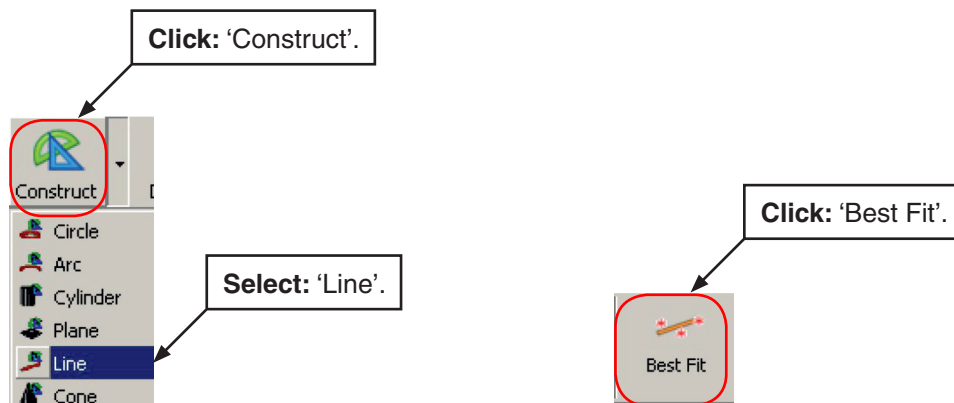 Click: ‘Construct’.
Construct
Circle
Arc
Cylinder
Plane
Line
Cone
Select: ‘Line’.
Click: ‘Best Fit’.
Best Fit